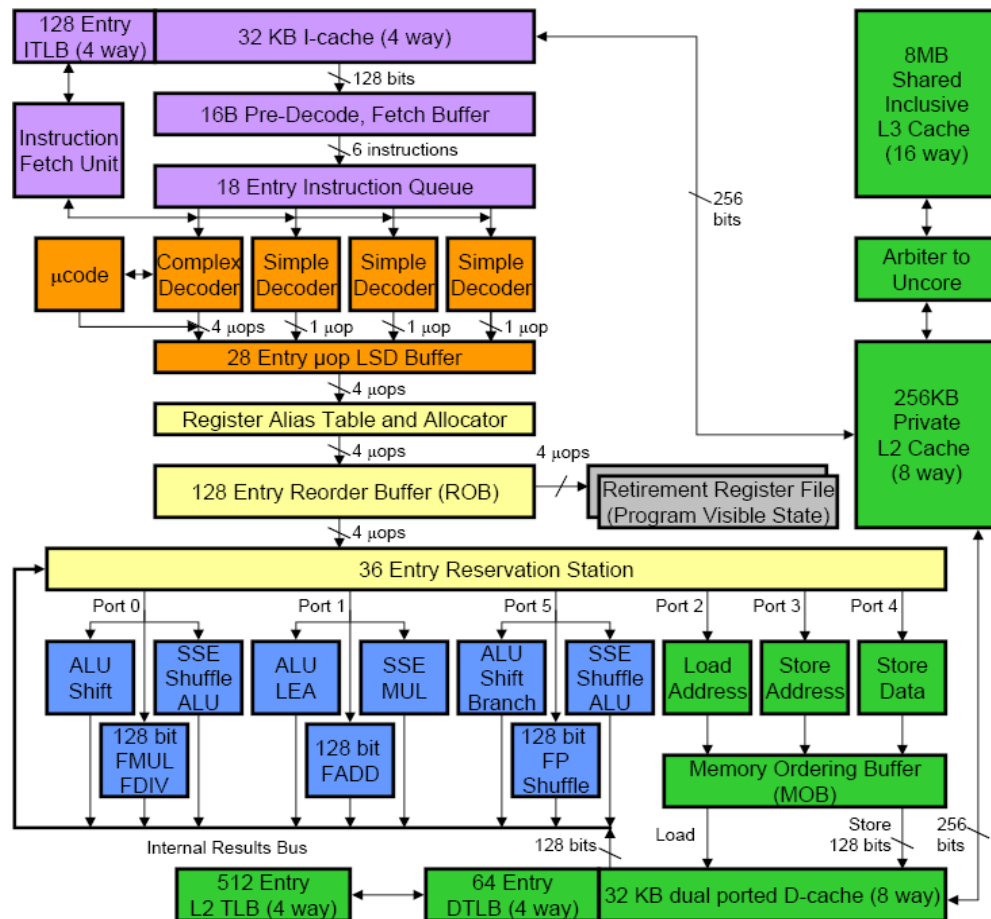 128 Entry
ITLB (4 way)
32 KB I-cache (4 way)
8MB
Shared
Inclusive
L3 Cache
(16 way)
128 bits
Instruction
Fetch Unit
16B Pre-Decode, Fetch Buffer
6 instructions
18 Entry Instruction Queue
256
bits
μcode
Complex
Decoder
Simple
Decoder
Simple
Decoder
Simple
Decoder
Arbiter to
Uncore
4 μops
1 μop
1 μop
1 μop
28 Entry μop LSD Buffer
4 μops
Register Alias Table and Allocator
256KB
Private
L2 Cache
(8 way)
4 μops
4 μops
128 Entry Reorder Buffer (ROB)
Retirement Register File
(Program Visible State)
4 μops
36 Entry Reservation Station
Port 0
Port 1
Port 5
Port 2
Port 3
Port 4
ALU
Shift
SSE
Shuffle
ALU
ALU
LEA
SSE
MUL
ALU
Shift
Branch
SSE
Shuffle
ALU
Load
Address
Store
Address
Store
Data
128 bit
FMUL
FDIV
128 bit
FADD
128 bit
FP
Shuffle
Memory Ordering Buffer
(MOB)
Internal Results Bus
128 bits
Load
Store
128 bits
256
bits
512 Entry
L2 TLB (4 way)
64 Entry
DTLB (4 way)
32 KB dual ported D-cache (8 way)